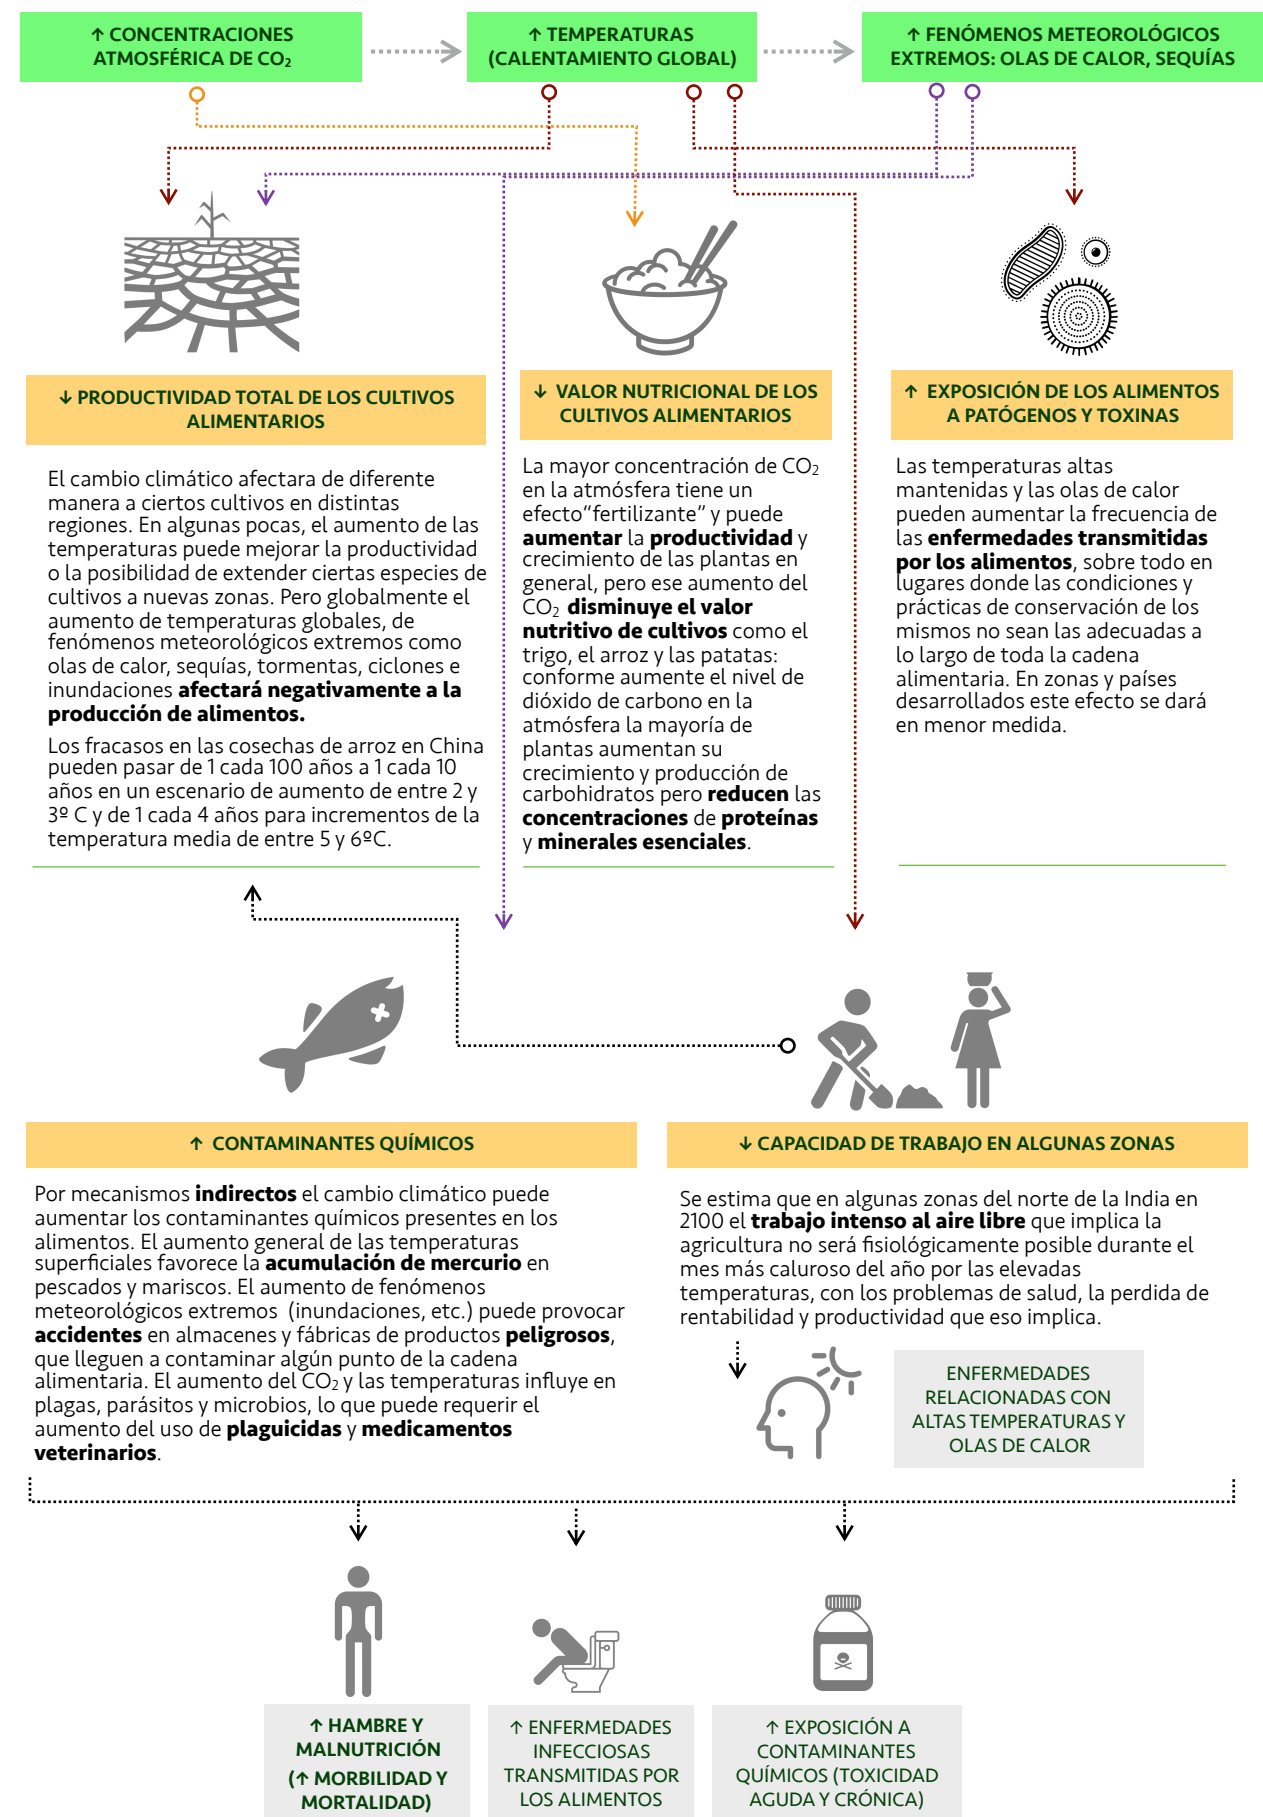 ↑ CONCENTRACIONES
ATMOSFÉRICA DE CO₂
↑ TEMPERATURAS
(CALENTAMIENTO GLOBAL)
↑ FENÓMENOS METEOROLÓGICOS
EXTREMOS: OLAS DE CALOR, SEQUÍAS
↓ PRODUCTIVIDAD TOTAL DE LOS CULTIVOS
ALIMENTARIOS
El cambio climático afectara de diferente
manera a ciertos cultivos en distintas
regiones. En algunas pocas, el aumento de las
temperaturas puede mejorar la productividad
o la posibilidad de extender ciertas especies de
cultivos a nuevas zonas. Pero globalmente el
aumento de temperaturas globales, de
fenómenos meteorológicos extremos como
olas de calor, sequías, tormentas, ciclones e
inundaciones afectará negativamente a la
producción de alimentos.
Los fracasos en las cosechas de arroz en China
pueden pasar de 1 cada 100 años a 1 cada 10
años en un escenario de aumento de entre 2 y
3º C y de 1 cada 4 años para incrementos de la
temperatura media de entre 5 y 6ºC.
↓ VALOR NUTRICIONAL DE LOS
CULTIVOS ALIMENTARIOS
La mayor concentración de CO₂
en la atmósfera tiene un
efecto“fertilizante” y puede
aumentar la productividad y
crecimiento de las plantas en
general, pero ese aumento del
CO₂ disminuye el valor
nutritivo de cultivos como el
trigo, el arroz y las patatas:
conforme aumente el nivel de
dióxido de carbono en la
atmósfera la mayoría de
plantas aumentan su
crecimiento y producción de
carbohidratos pero reducen las
concentraciones de proteínas
y minerales esenciales.
↑ EXPOSICIÓN DE LOS ALIMENTOS
A PATÓGENOS Y TOXINAS
Las temperaturas altas
mantenidas y las olas de calor
pueden aumentar la frecuencia de
las enfermedades transmitidas
por los alimentos, sobre todo en
lugares donde las condiciones y
prácticas de conservación de los
mismos no sean las adecuadas a
lo largo de toda la cadena
alimentaria. En zonas y países
desarrollados este efecto se dará
en menor medida.
↑ CONTAMINANTES QUÍMICOS
Por mecanismos indirectos el cambio climático puede
aumentar los contaminantes químicos presentes en los
alimentos. El aumento general de las temperaturas
superficiales favorece la acumulación de mercurio en
pescados y mariscos. El aumento de fenómenos
meteorológicos extremos (inundaciones, etc.) puede provocar
accidentes en almacenes y fábricas de productos peligrosos,
que lleguen a contaminar algún punto de la cadena
alimentaria. El aumento del CO₂ y las temperaturas influye en
plagas, parásitos y microbios, lo que puede requerir el
aumento del uso de plaguicidas y medicamentos
veterinarios.
↓ CAPACIDAD DE TRABAJO EN ALGUNAS ZONAS
Se estima que en algunas zonas del norte de la India en
2100 el trabajo intenso al aire libre que implica la
agricultura no será fisiológicamente posible durante el
mes más caluroso del año por las elevadas
temperaturas, con los problemas de salud, la perdida de
rentabilidad y productividad que eso implica.
ENFERMEDADES
RELACIONADAS CON
ALTAS TEMPERATURAS Y
OLAS DE CALOR
↑ HAMBRE Y
MALNUTRICIÓN
(↑ MORBILIDAD Y
MORTALIDAD)
↑ ENFERMEDADES
INFECCIOSAS
TRANSMITIDAS POR
LOS ALIMENTOS
↑ EXPOSICIÓN A
CONTAMINANTES
QUÍMICOS (TOXICIDAD
AGUDA Y CRÓNICA)